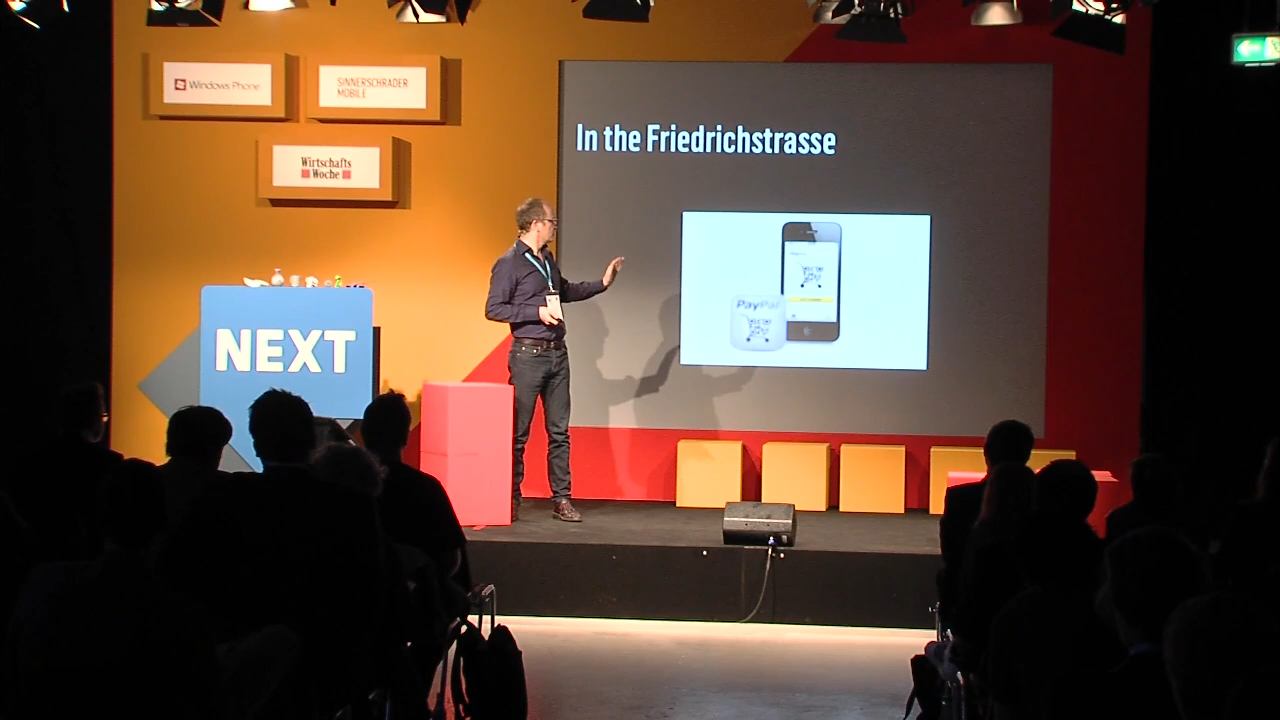 Windows Phone
SINNERSCHRADER
MOBILE
Wirtschafts
Woche
In the Friedrichstrasse
PayPal
NEXT